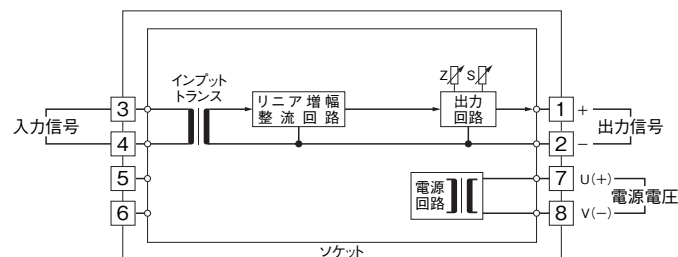 Z S
インプット
トランス
リニア増幅
整流回路
出力
回路
3
4
5
6
入力信号
1 +
2 −
出力信号
7 U(+)
8 V(−)
電源電圧
電源
回路
ソケット